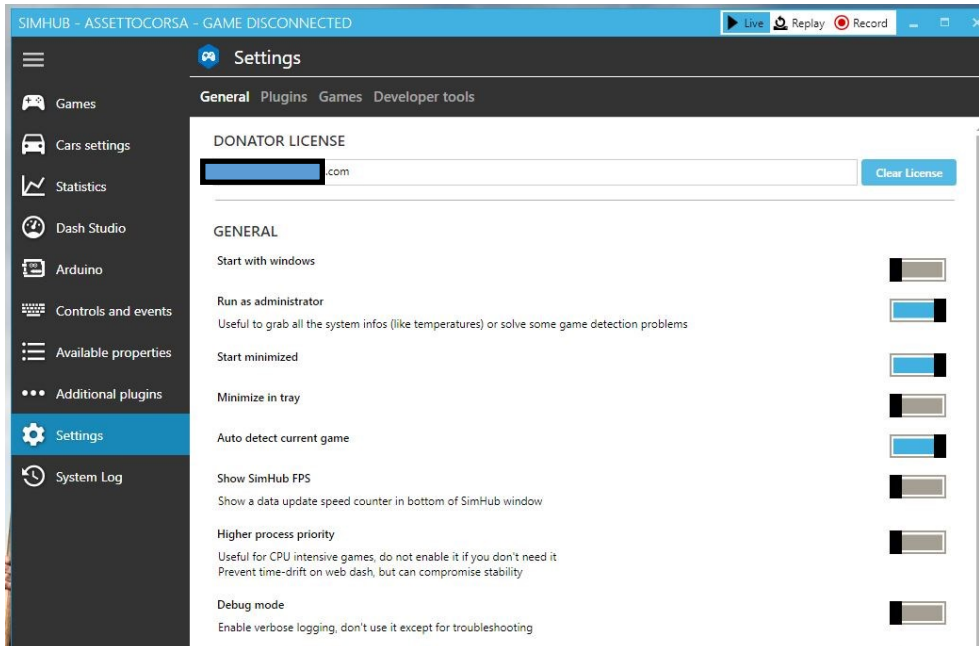 SIMHUB - ASSETTOCORSA - GAME DISCONNECTED
Live Replay Record
Settings
General Plugins Games Developer tools
Games
Cars settings
Statistics
Dash Studio
Arduino
Controls and events
Available properties
Additional plugins
Settings
System Log
DONATOR LICENSE
.com
Clear License
GENERAL
Start with windows
Run as administrator
Useful to grab all the system infos (like temperatures) or solve some game detection problems
Start minimized
Minimize in tray
Auto detect current game
Show SimHub FPS
Show a data update speed counter in bottom of SimHub window
Higher process priority
Useful for CPU intensive games, do not enable it if you don't need it
Prevent time-drift on web dash, but can compromise stability
Debug mode
Enable verbose logging, don't use it except for troubleshooting